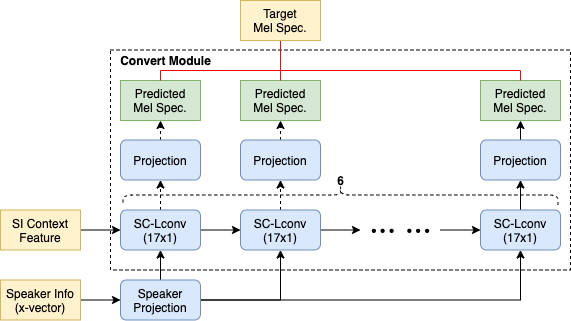 Target
Mel Spec.
Convert Module
Predicted
Mel Spec.
Predicted
Mel Spec.
Predicted
Mel Spec.
Projection
Projection
Projection
6
SI Context
Feature
SC-Lconv
(17x1)
SC-Lconv
(17x1)
SC-Lconv
(17x1)
Speaker Info
(x-vector)
Speaker
Projection